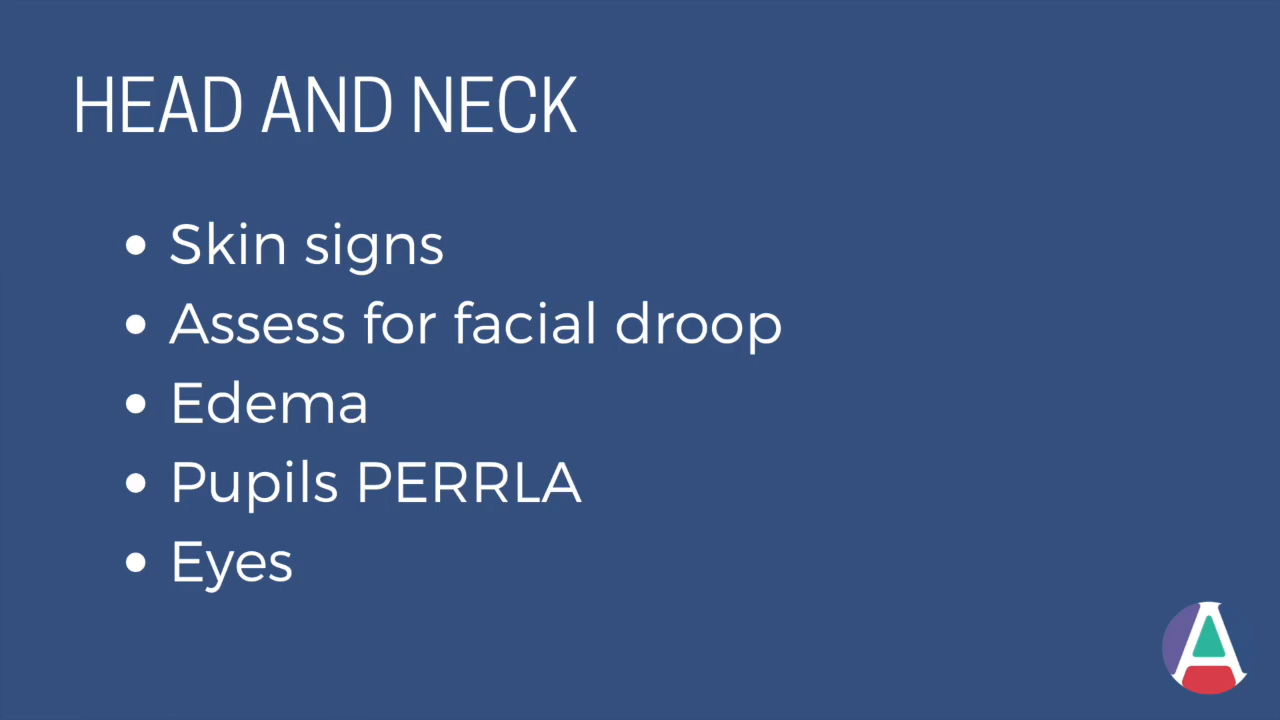 HEAD AND NECK
• Skin signs
• Assess for facial droop
• Edema
• Pupils PERRLA
• Eyes
A